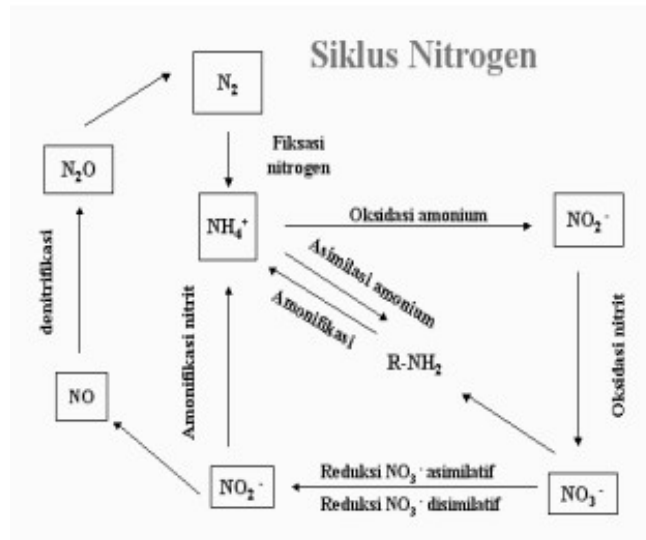 Siklus Nitrogen
N₂
Fiksasi
nitrogen
N₂O
NH₄⁺
Oksidasi amonium
NO₂⁻
denitrifikasi
Asimilasi amonium
Amonifikasi
Amonifikasi nitrit
Oksidasi nitrit
R-NH₂
NO
NO₂⁻
Reduksi NO₃⁻ asimilatif
Reduksi NO₃⁻ disimilatif
NO₃⁻